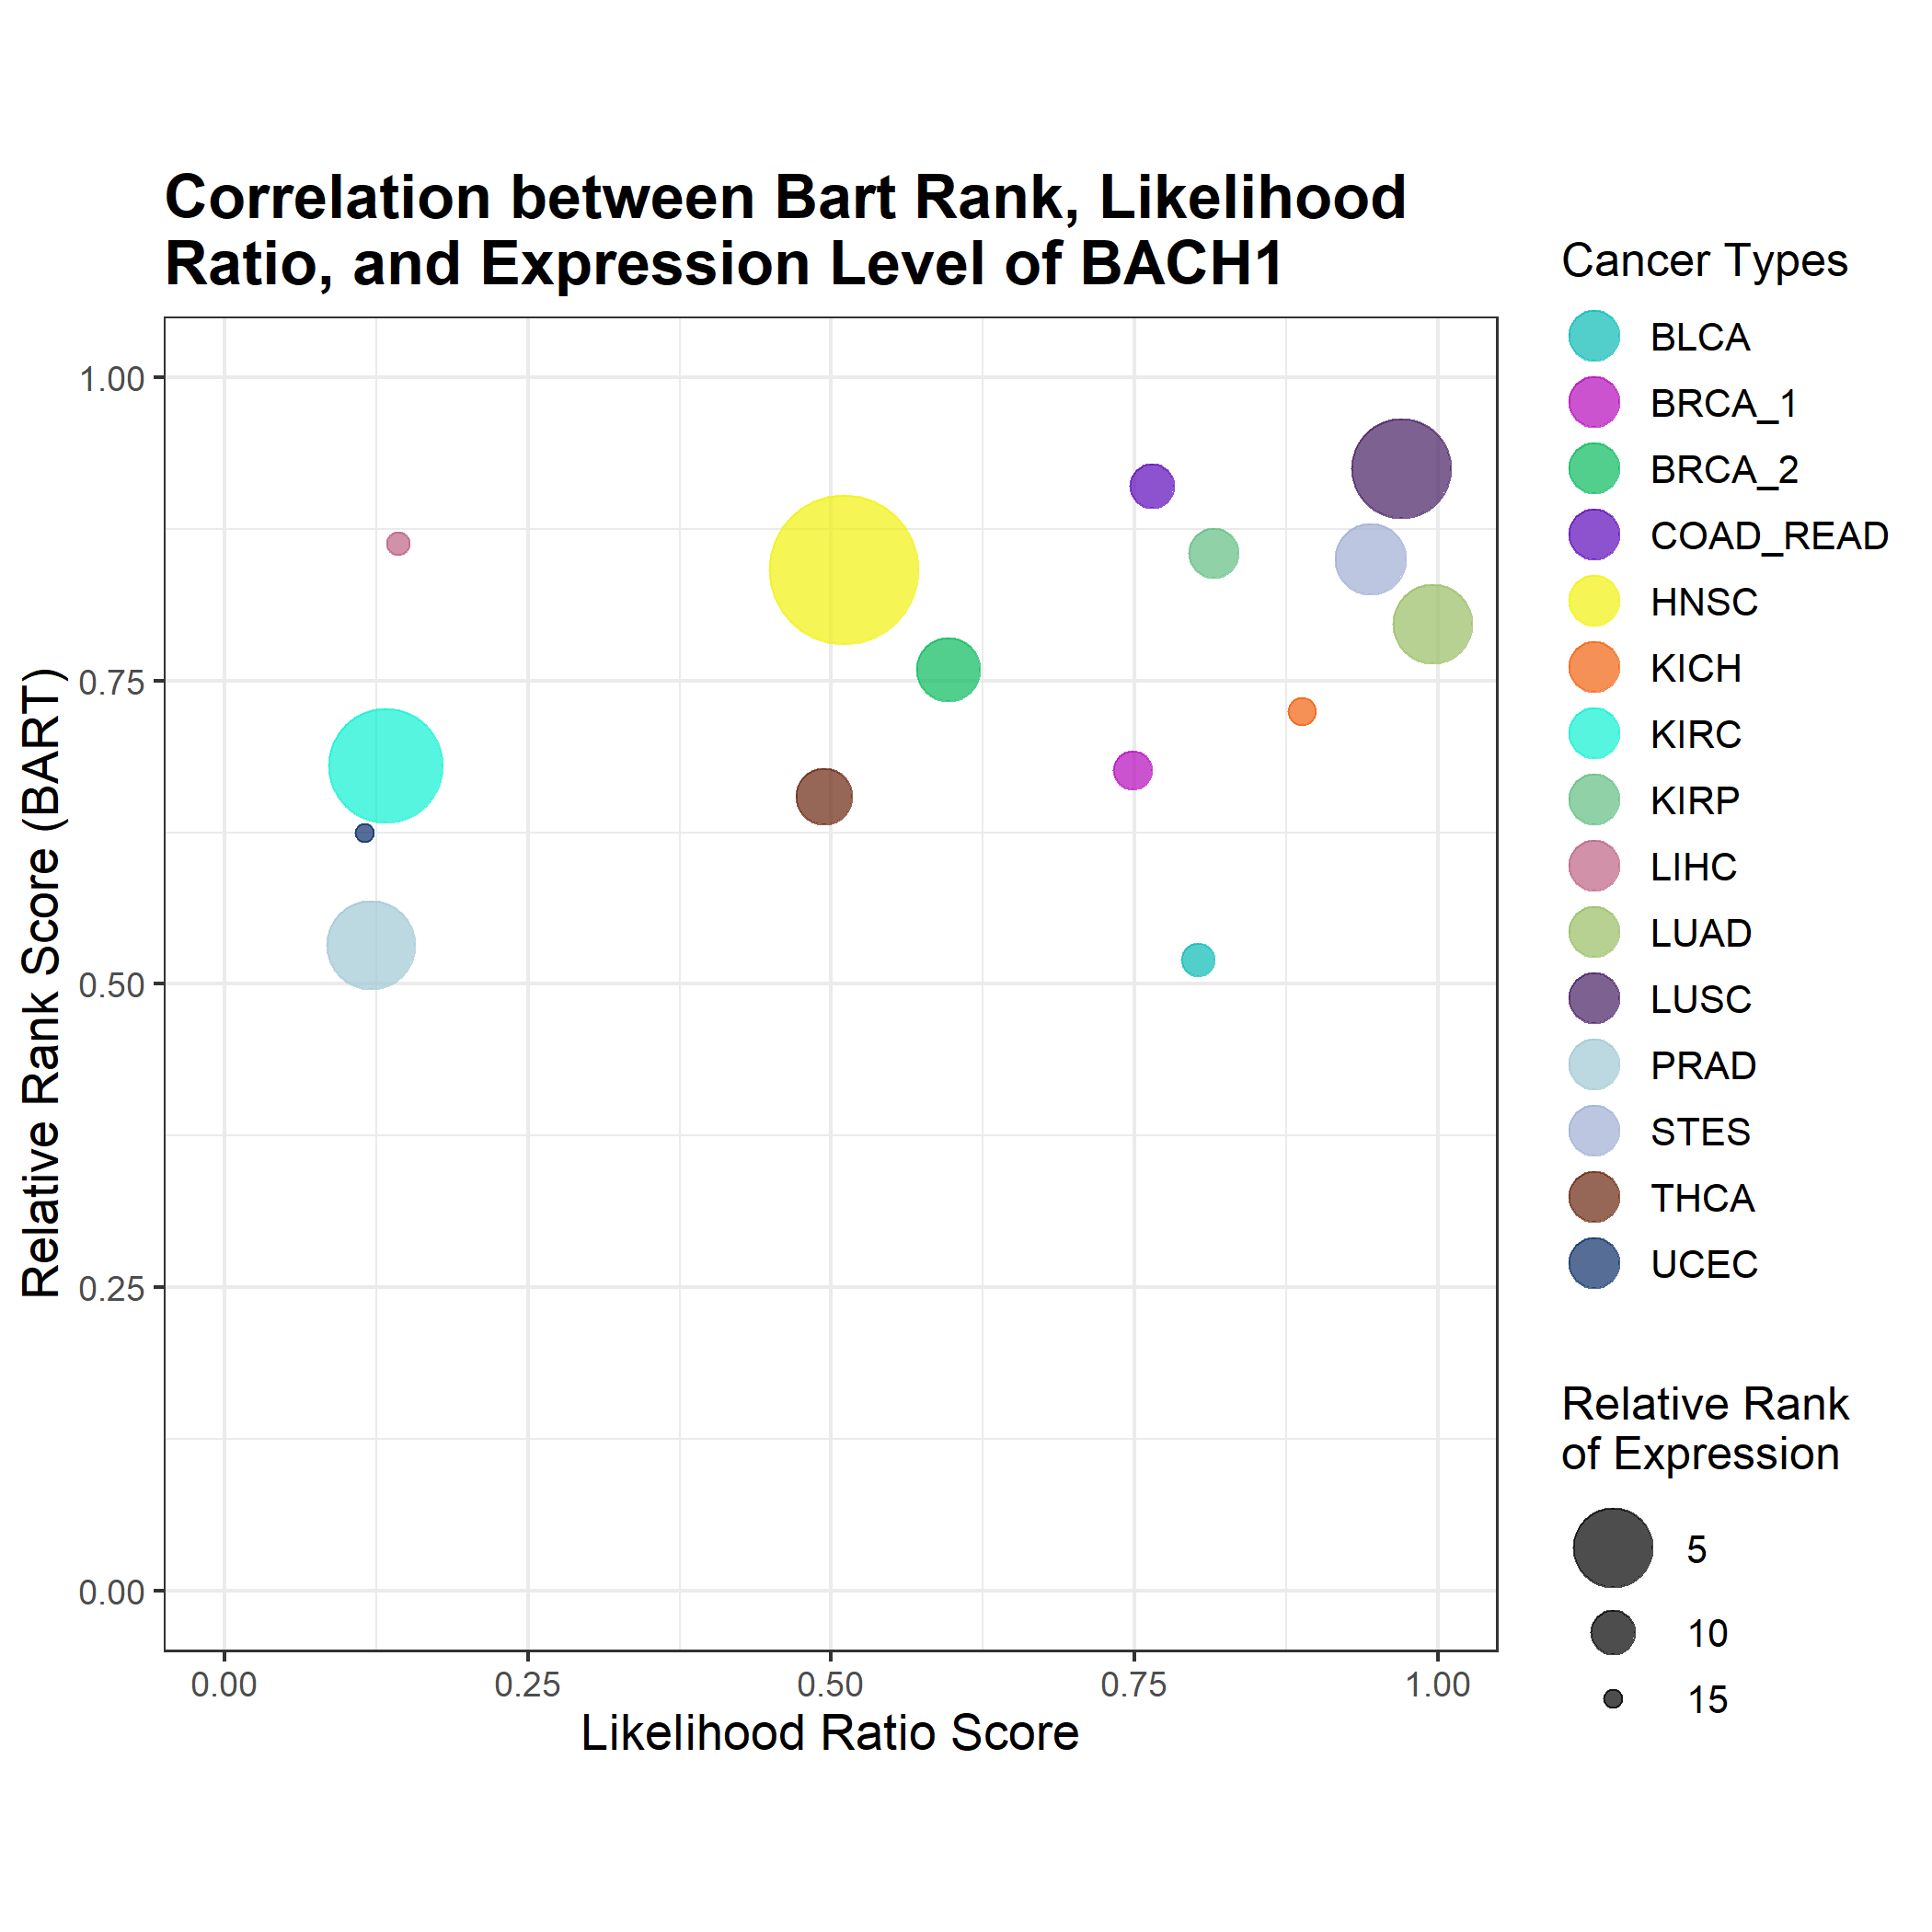 Correlation between Bart Rank, Likelihood
Ratio, and Expression Level of BACH1
Relative Rank Score (BART)
1.00
0.75
0.50
0.25
0.00
0.00
0.25
0.50
0.75
1.00
Likelihood Ratio Score
Cancer Types
BLCA
BRCA_1
BRCA_2
COAD_READ
HNSC
KICH
KIRC
KIRP
LIHC
LUAD
LUSC
PRAD
STES
THCA
UCEC
Relative Rank
of Expression
5
10
15